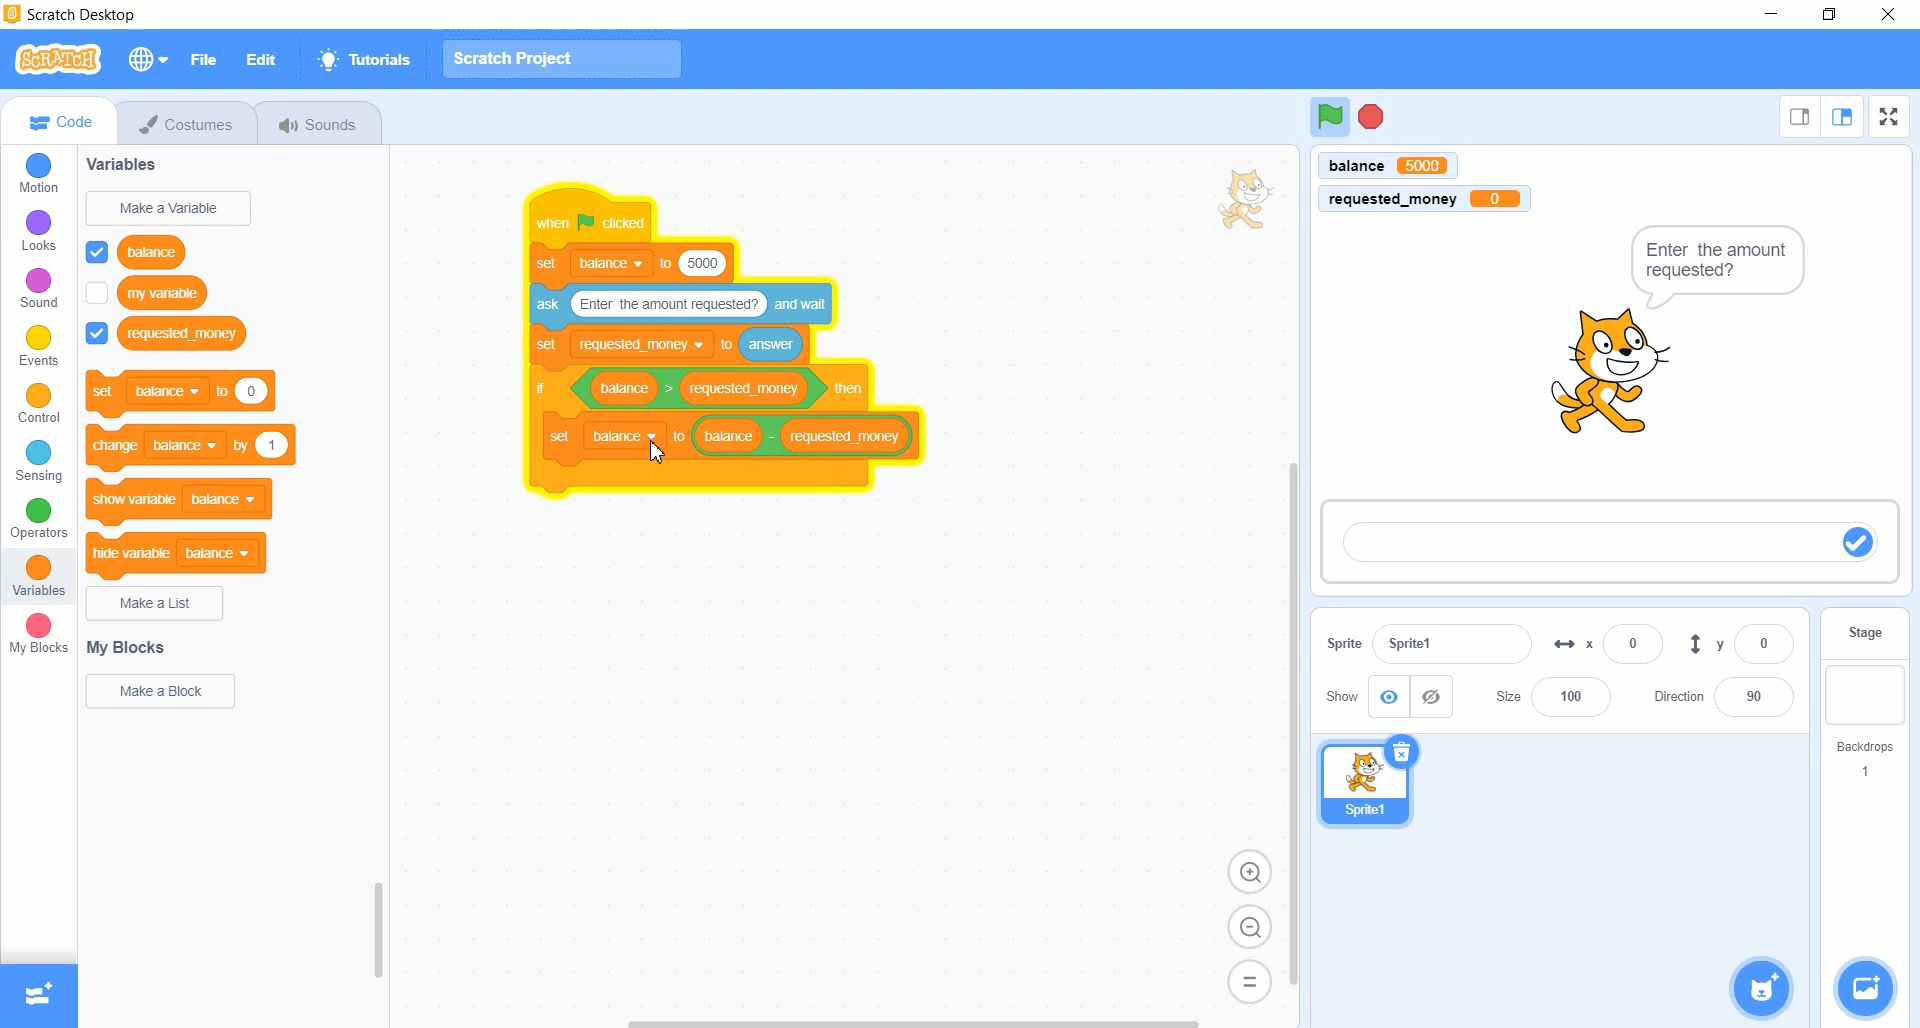 Scratch Desktop
SCRATCH File Edit Tutorials Scratch Project
Code Costumes Sounds
Motion
Looks
Sound
Events
Control
Sensing
Operators
Variables
My Blocks
Variables
Make a Variable
balance
my variable
requested_money
set balance to 0
change balance by 1
show variable balance
hide variable balance
Make a List
My Blocks
Make a Block
when clicked
set balance to 5000
ask Enter the amount requested? and wait
set requested_money to answer
if balance > requested_money then
set balance to balance - requested_money
balance 5000
requested_money 0
Enter the amount
requested?
Sprite Sprite1 x 0 y 0
Show Size 100 Direction 90
Sprite1
Stage
Backdrops
1